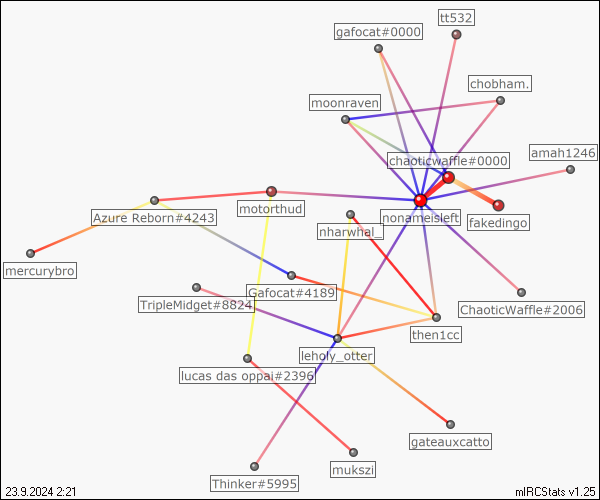 tt532
gafocat#0000
chobham.
moonraven
amah1246
chaoticwaffle#0000
motorthud
Azure Reborn#4243
nonameisleft
fakedingo
nharwhal_
mercurybro
Gafocat#4189
TripleMidget#8824
ChaoticWaffle#2006
then1cc
leholy_otter
lucas das oppai#2396
gateauxcatto
mukszi
Thinker#5995
23.9.2024 2:21
mIRCStats v1.25